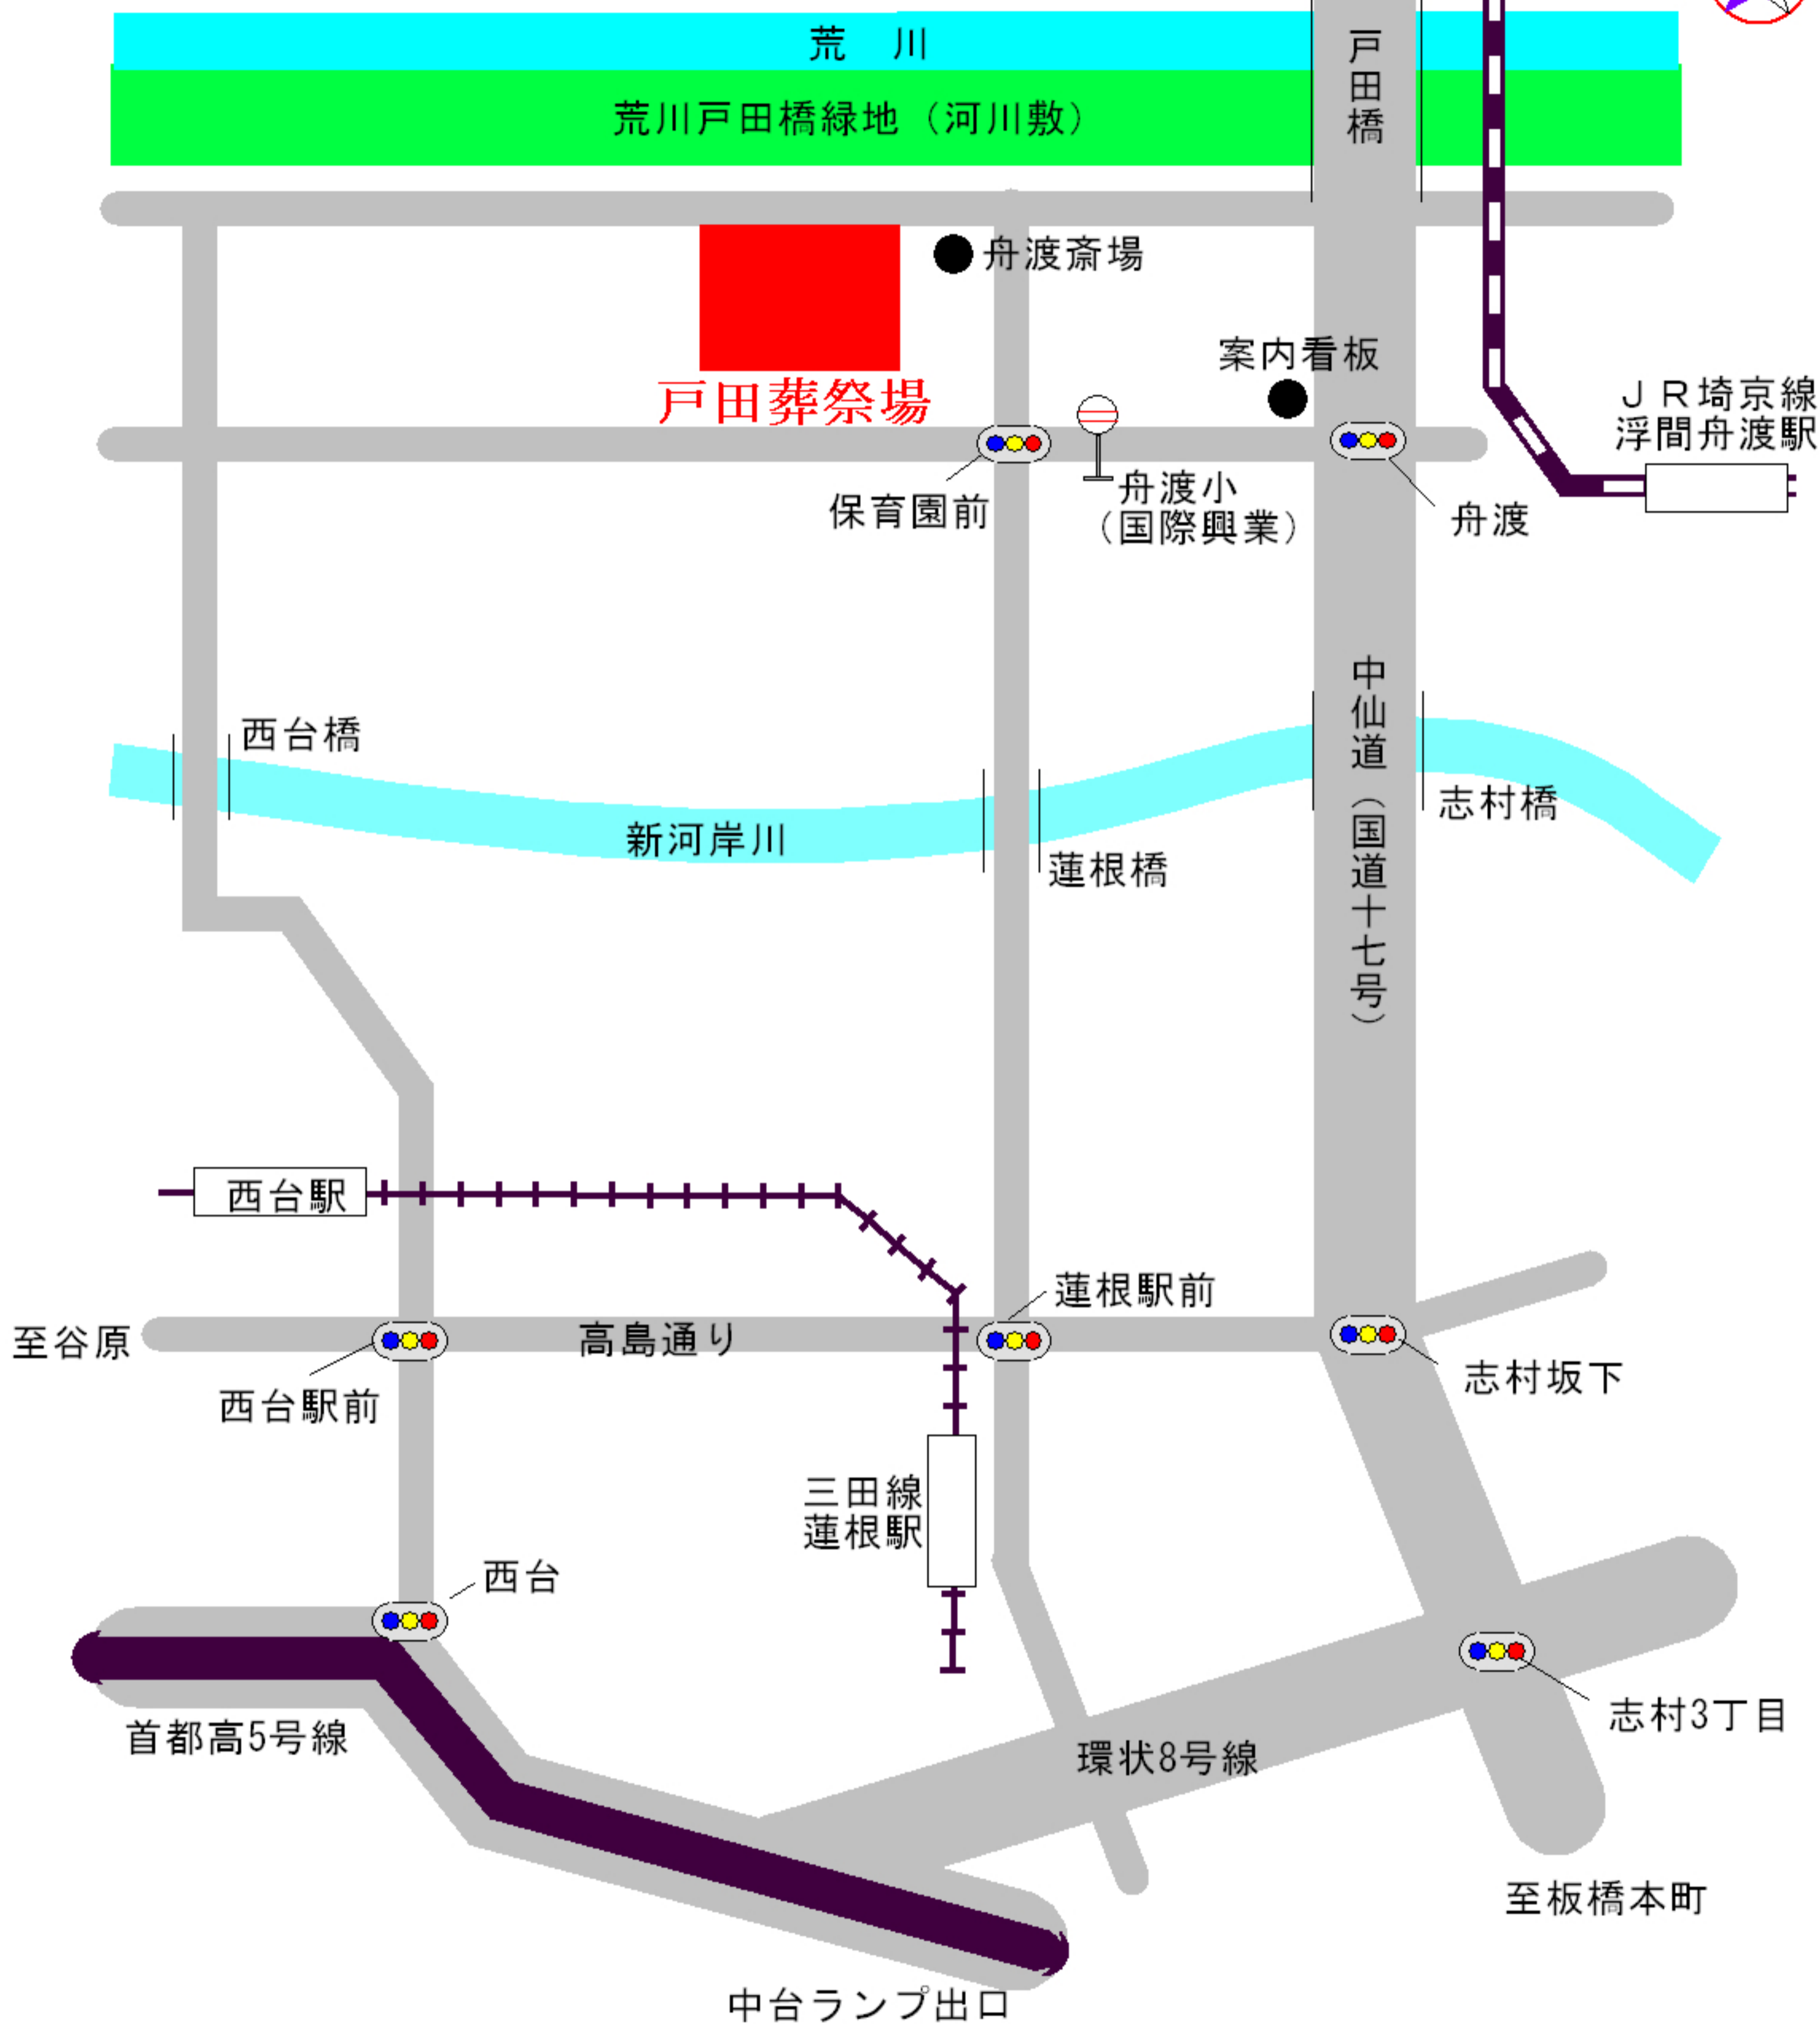 荒　川
戸田橋
荒川戸田橋緑地（河川敷）
舟渡斎場
案内看板
戸田葬祭場
ＪＲ埼京線
浮間舟渡駅
保育園前
舟渡小
（国際興業）
舟渡
中仙道（国道十七号）
西台橋
志村橋
新河岸川
蓮根橋
西台駅
蓮根駅前
至谷原
高島通り
志村坂下
西台駅前
三田線
蓮根駅
西台
首都高5号線
志村3丁目
環状8号線
至板橋本町
中台ランプ出口